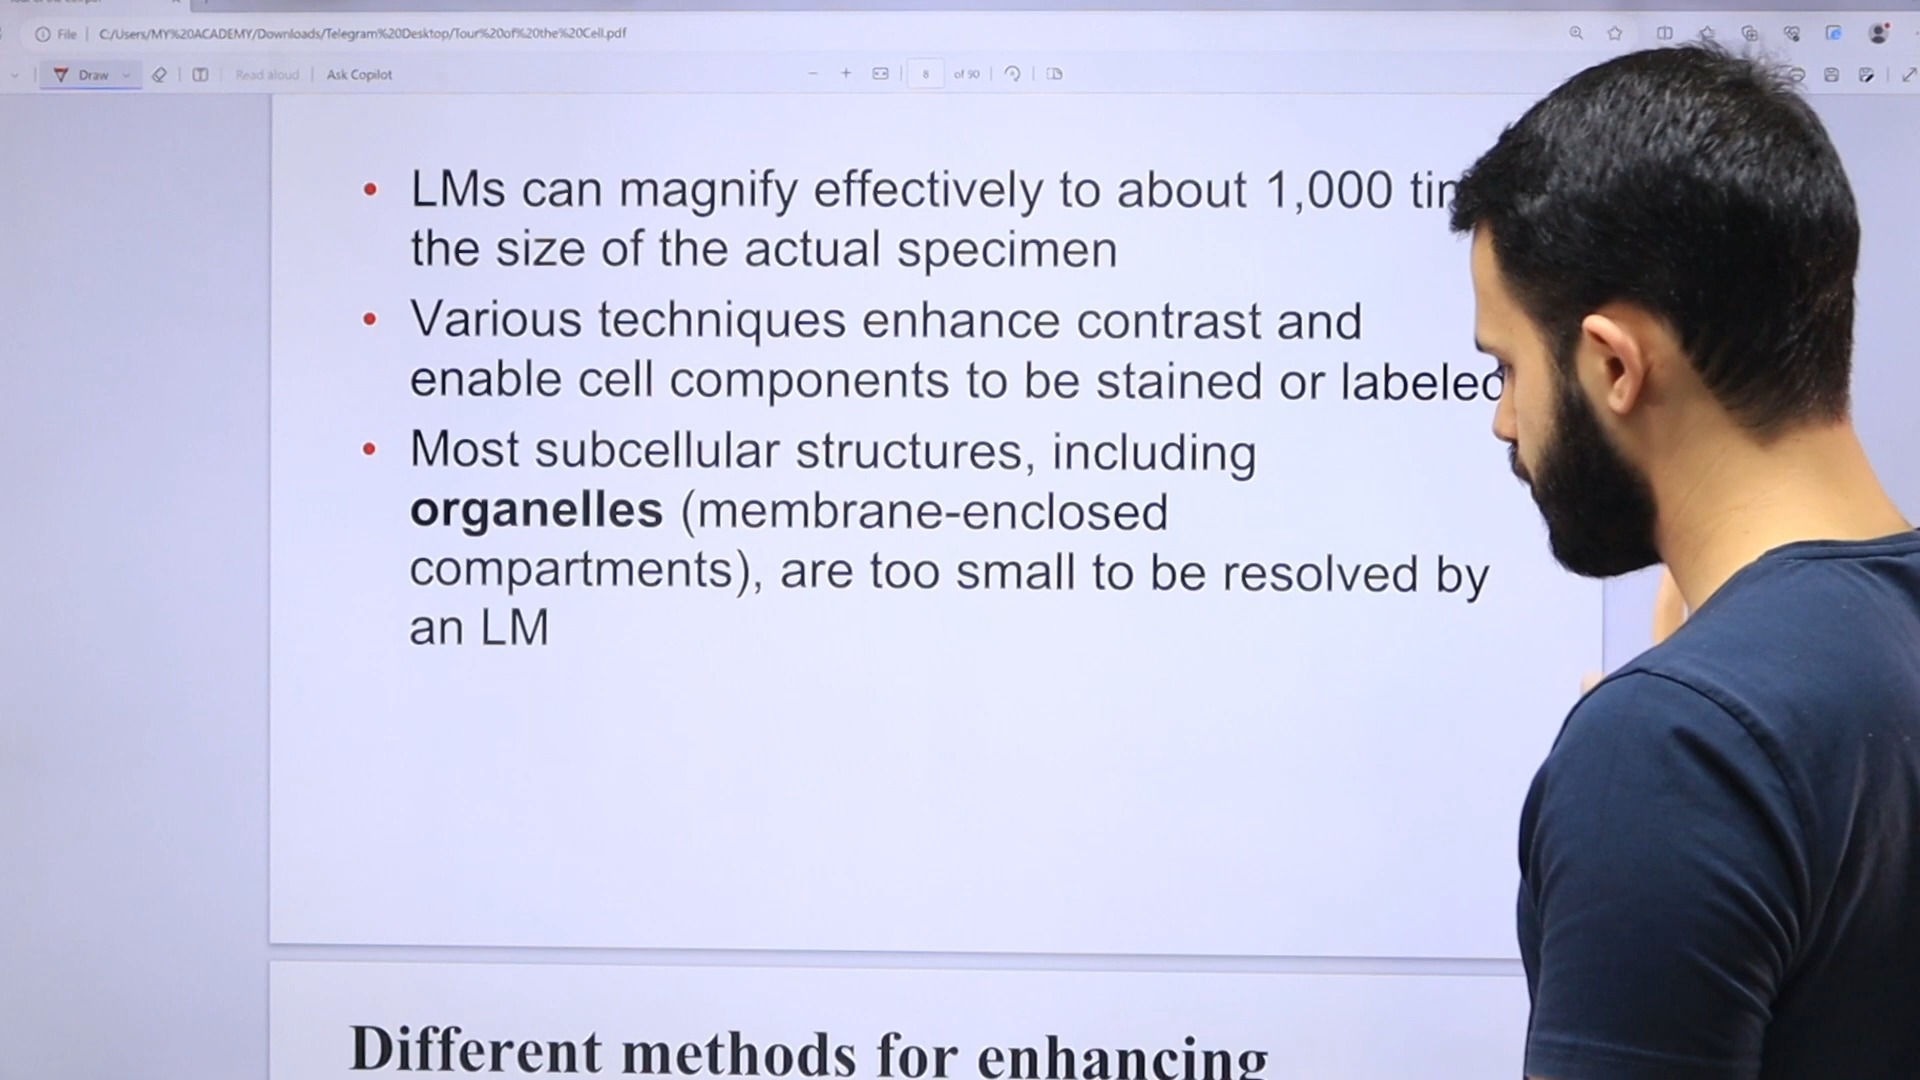 File | C:/Users/MY%20ACADEMY/Downloads/Telegram%20Desktop/Tour%20of%20the%20Cell.pdf
Draw Read aloud Ask Copilot 8 of 90
• LMs can magnify effectively to about 1,000
the size of the actual specimen
• Various techniques enhance contrast and
enable cell components to be stained or labeled
• Most subcellular structures, including
organelles (membrane-enclosed
compartments), are too small to be resolved by
an LM
Different methods for enhancing